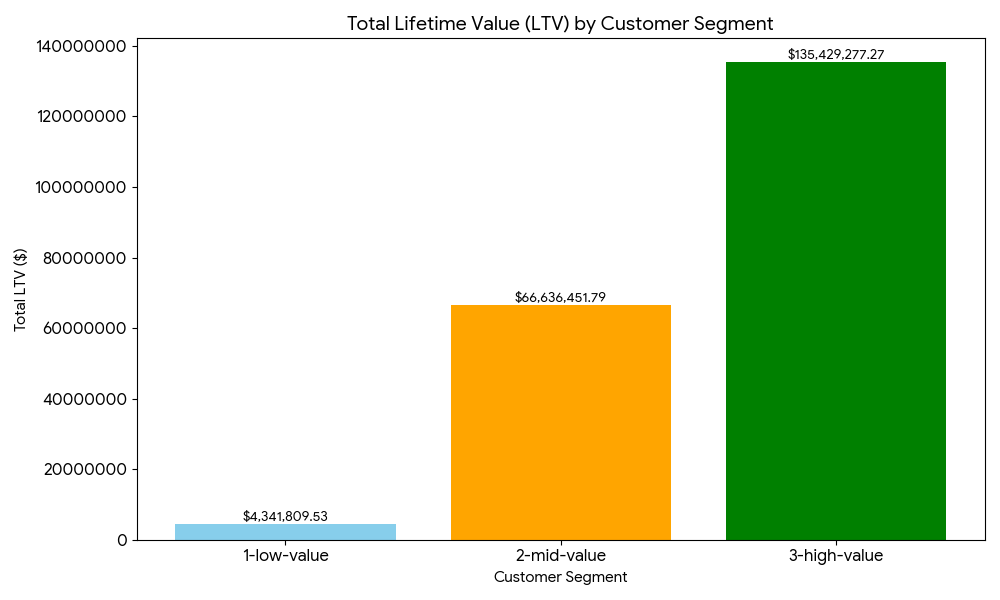 Total Lifetime Value (LTV) by Customer Segment
140000000
120000000
100000000
80000000
60000000
40000000
20000000
0
Total LTV ($)
$4,341,809.53
$66,636,451.79
$135,429,277.27
1-low-value
2-mid-value
3-high-value
Customer Segment